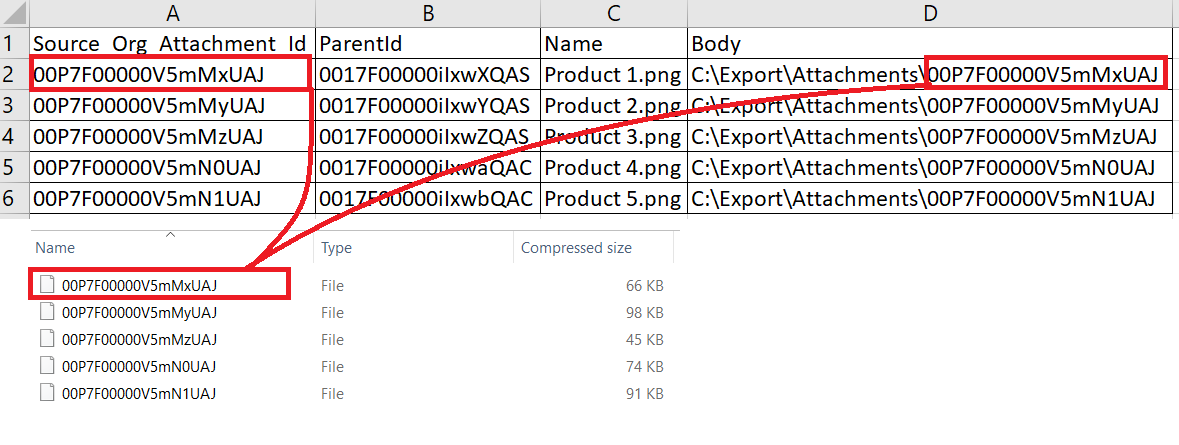 A B C D
1 Source_Org_Attachment_Id ParentId Name Body
2 00P7F00000V5mMxUAJ 0017F00000iIxwXQAS Product 1.png C:\Export\Attachments\00P7F00000V5mMxUAJ
3 00P7F00000V5mMyUAJ 0017F00000iIxwYQAS Product 2.png C:\Export\Attachments\00P7F00000V5mMyUAJ
4 00P7F00000V5mMzUAJ 0017F00000iIxwZQAS Product 3.png C:\Export\Attachments\00P7F00000V5mMzUAJ
5 00P7F00000V5mN0UAJ 0017F00000iIxwaQAC Product 4.png C:\Export\Attachments\00P7F00000V5mN0UAJ
6 00P7F00000V5mN1UAJ 0017F00000iIxwbQAC Product 5.png C:\Export\Attachments\00P7F00000V5mN1UAJ
Name Type Compressed size
00P7F00000V5mMxUAJ File 66 KB
00P7F00000V5mMyUAJ File 98 KB
00P7F00000V5mMzUAJ File 45 KB
00P7F00000V5mN0UAJ File 74 KB
00P7F00000V5mN1UAJ File 91 KB